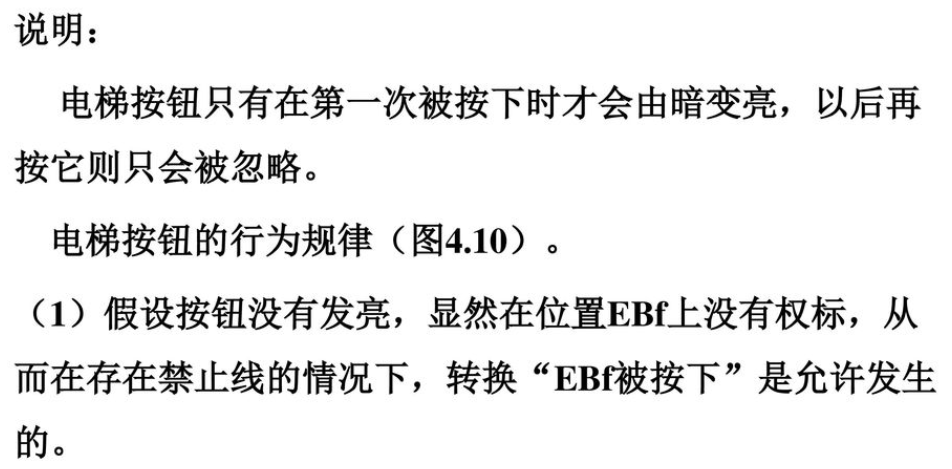 说明：
电梯按钮只有在第一次被按下时才会由暗变亮，以后再
按它则只会被忽略。
电梯按钮的行为规律（图4.10）。
（1）假设按钮没有发亮，显然在位置EBf上没有权标，从
而在存在禁止线的情况下，转换“EBf被按下”是允许发生
的。